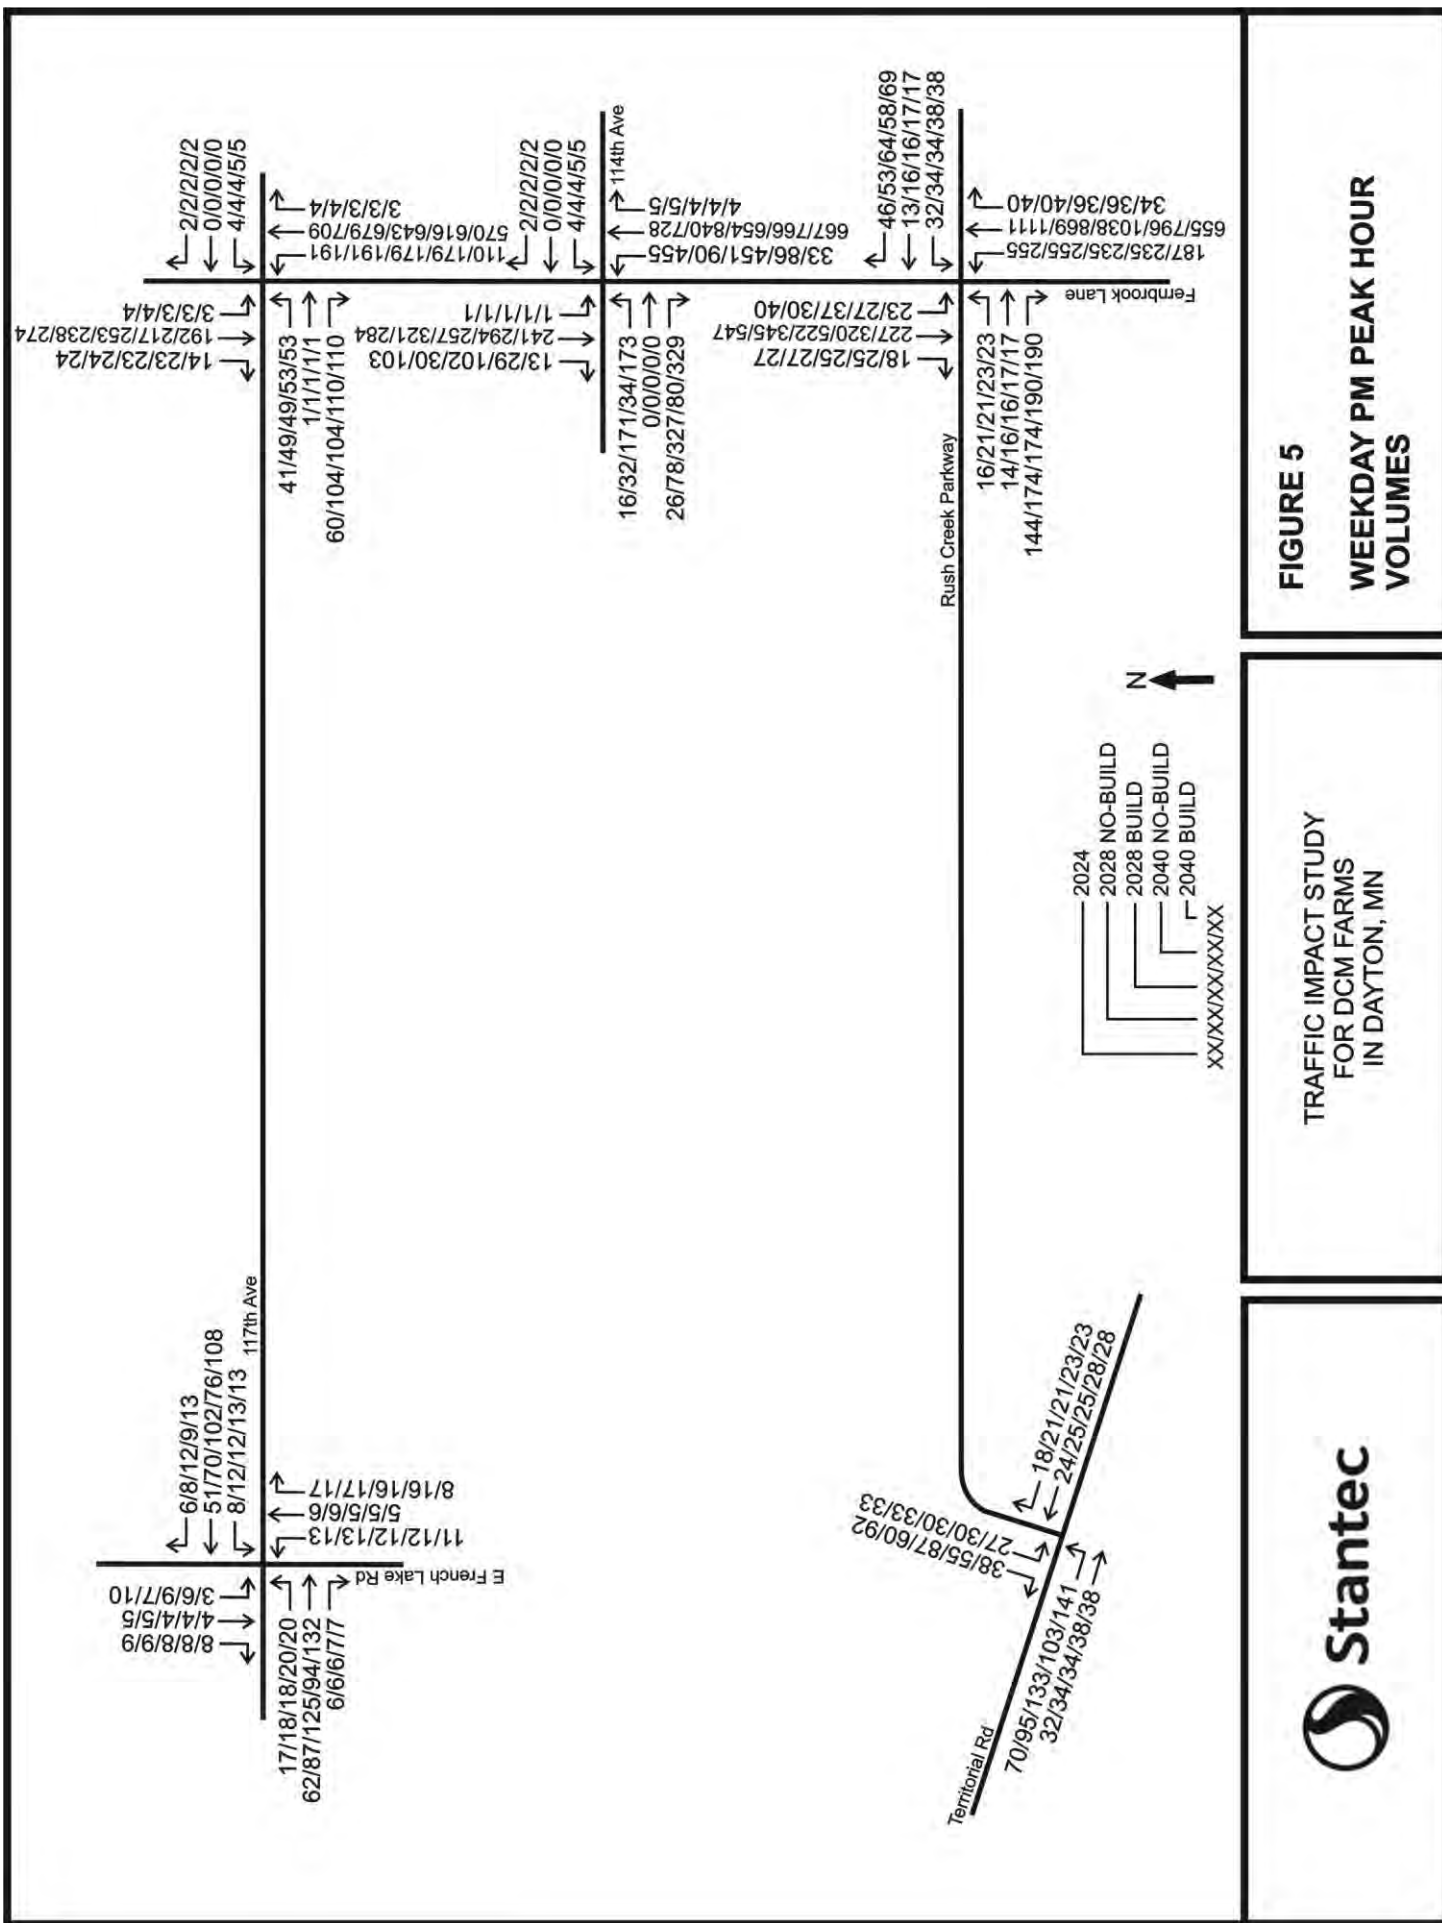 6/8/12/9/13
51/70/102/76/108
8/12/12/13/13
117th Ave
3/6/9/7/10
4/4/4/5/5
8/8/8/9/9
17/18/18/20/20
62/87/125/94/132
6/6/6/7/7
8/16/16/17/17
5/5/5/6/6
11/12/12/13/13
E French Lake Rd
2/2/2/2/2
0/0/0/0/0
4/4/4/5/5
3/3/3/4/4
192/217/253/238/274
14/23/23/24/24
41/49/49/53/53
1/1/1/1/1
60/104/104/110/110
3/3/3/4/4
570/616/643/679/709
110/179/179/191/191
2/2/2/2/2
0/0/0/0/0
4/4/4/5/5
114th Ave
1/1/1/1/1
241/294/257/321/284
13/29/102/30/103
16/32/171/34/173
0/0/0/0/0
26/78/327/80/329
4/4/4/5/5
667/766/654/840/728
33/86/451/90/455
46/53/64/58/69
13/16/16/17/17
32/34/34/38/38
23/27/37/30/40
227/320/522/345/547
18/25/25/27/27
Rush Creek Parkway
16/21/21/23/23
14/16/16/17/17
144/174/174/190/190
34/36/36/40/40
655/796/1038/869/1111
187/235/235/255/255
Fernbrook Lane
27/30/30/33/33
38/55/87/60/92
18/21/21/23/23
24/25/25/28/28
Territorial Rd
70/95/133/103/141
32/34/34/38/38
2024
2028 NO-BUILD
2028 BUILD
2040 NO-BUILD
2040 BUILD
XX/XX/XX/XX/XX
N
Stantec
TRAFFIC IMPACT STUDY
FOR DCM FARMS
IN DAYTON, MN
FIGURE 5
WEEKDAY PM PEAK HOUR
VOLUMES